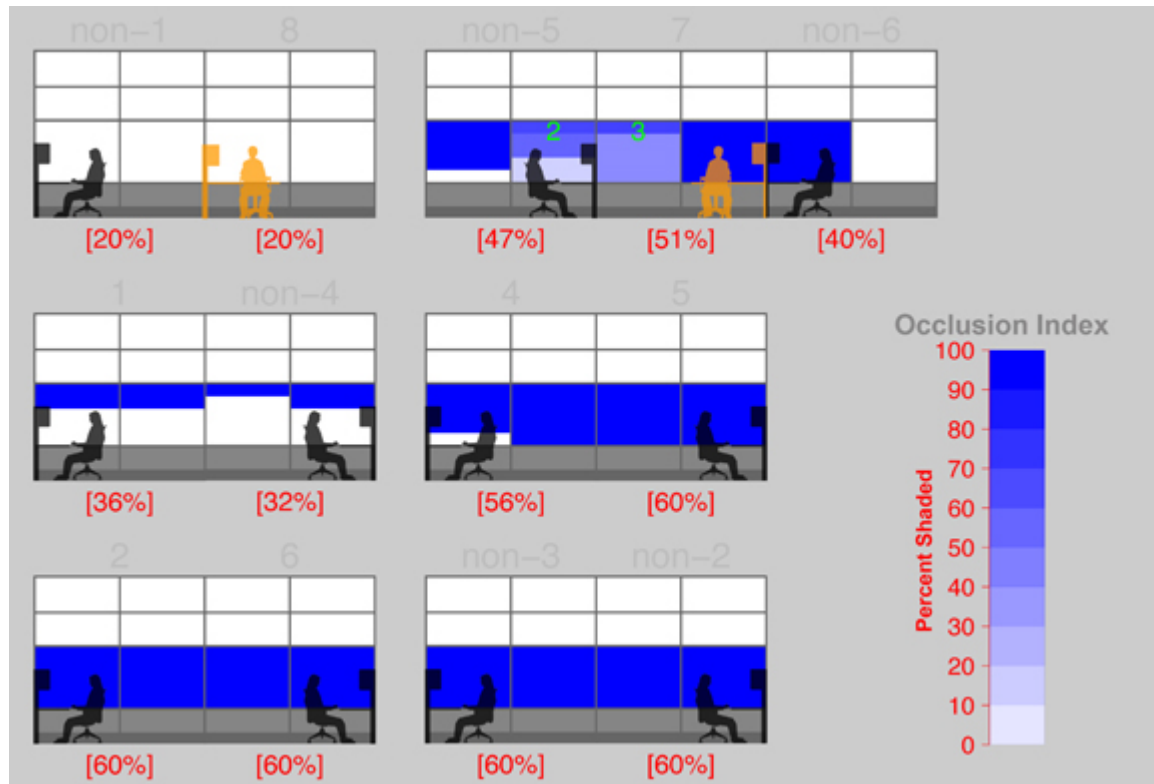 non-1 8 non-5 7 non-6
2 3
[20%] [20%] [47%] [51%] [40%]
1 non-4 4 5
[36%] [32%] [56%] [60%]
2 6 non-3 non-2
[60%] [60%] [60%] [60%]
Occlusion Index
Percent Shaded
100
90
80
70
60
50
40
30
20
10
0